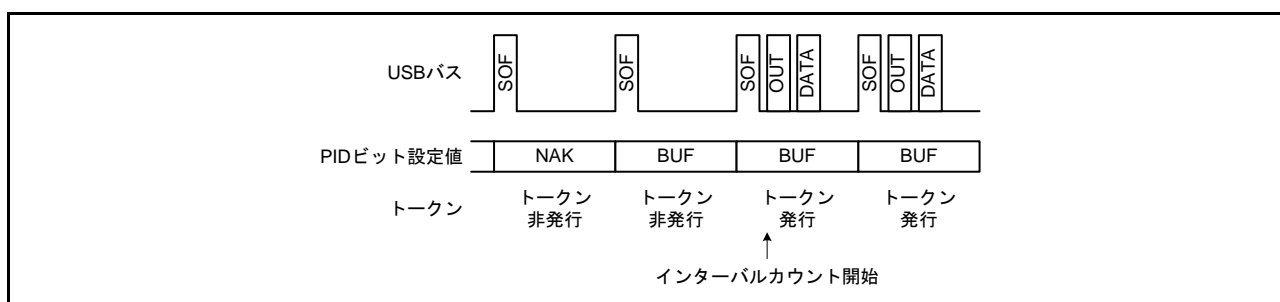 USBバス SOF SOF SOF OUT DATA SOF OUT DATA
PIDビット設定値 NAK BUF BUF BUF
トークン トークン トークン トークン トークン
非発行 非発行 発行 発行
インターバルカウント開始